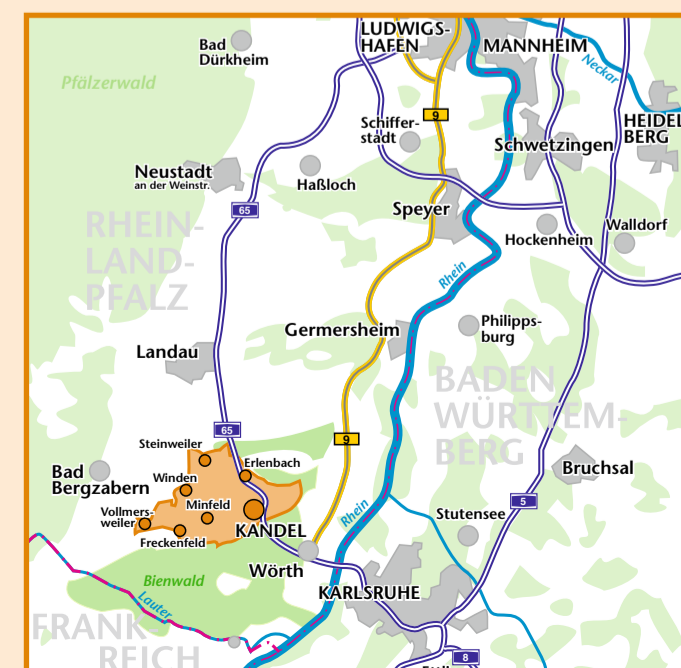 LUDWIGS-
HAFEN
MANNHEIM
Bad
Dürkheim
Neckar
Pfälzerwald
9
Schiffer-
stadt
HEIDEL
BERG
Schwetzingen
Neustadt
an der Weinstr.
Haßloch
65
Speyer
RHEIN-
LAND-
PFALZ
Hockenheim
Walldorf
Rhein
Germersheim
Philipps-
burg
Landau
BADEN
WÜRTTEM-
BERG
65
9
Steinweiler
Erlenbach
Bad
Bergzabern
Winden
Bruchsal
Vollmers-
weiler
Minfeld
KANDEL
Freckenfeld
Rhein
5
Stutensee
Wörth
Bienwald
KARLSRUHE
Lauter
FRANK
REICH
8